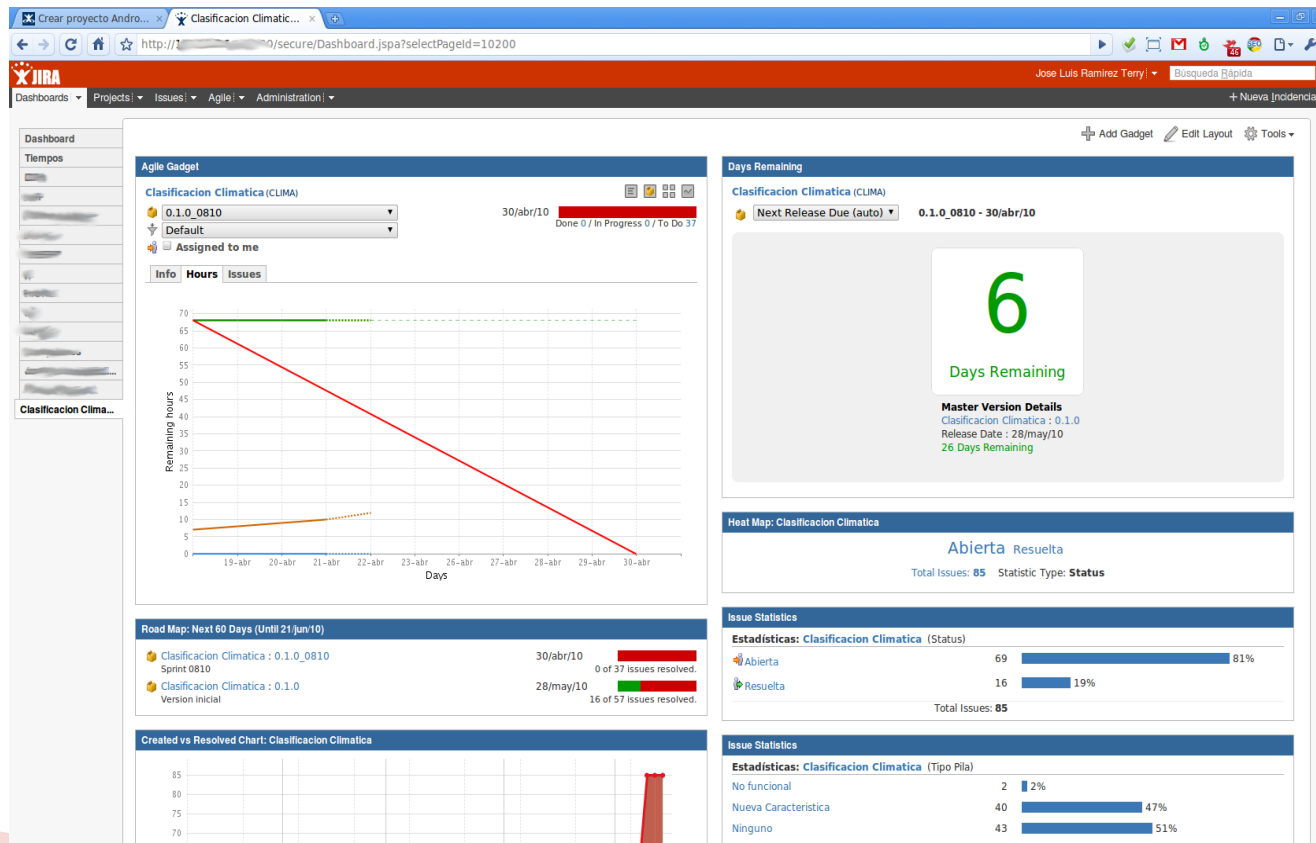 Crear proyecto Andro...
Clasificacion Climatic...
http://
/secure/Dashboard.jspa?selectPageId=10200
46
SEO
JIRA
Jose Luis Ramirez Terry
Búsqueda Rápida
Dashboards Projects Issues Agile Administration
+ Nueva Incidencia
Add Gadget Edit Layout Tools
Dashboard
Tiempos
Clasificacion Clima...
Agile Gadget
Clasificacion Climatica (CLIMA)
0.1.0_0810
30/abr/10
Done 0 / In Progress 0 / To Do 37
Default
Assigned to me
Info Hours Issues
70
65
60
55
50
45
40
35
30
25
20
15
10
5
0
Remaining hours
19-abr 20-abr 21-abr 22-abr 23-abr 26-abr 27-abr 28-abr 29-abr 30-abr
Days
Road Map: Next 60 Days (Until 21/jun/10)
Clasificacion Climatica : 0.1.0_0810 30/abr/10
Sprint 0810 0 of 37 issues resolved.
Clasificacion Climatica : 0.1.0 28/may/10
Version inicial 16 of 57 issues resolved.
Created vs Resolved Chart: Clasificacion Climatica
85
80
75
70
Days Remaining
Clasificacion Climatica (CLIMA)
Next Release Due (auto) 0.1.0_0810 - 30/abr/10
6
Days Remaining
Master Version Details
Clasificacion Climatica : 0.1.0
Release Date : 28/may/10
26 Days Remaining
Heat Map: Clasificacion Climatica
Abierta Resuelta
Total Issues: 85 Statistic Type: Status
Issue Statistics
Estadísticas: Clasificacion Climatica (Status)
Abierta 69 81%
Resuelta 16 19%
Total Issues: 85
Issue Statistics
Estadísticas: Clasificacion Climatica (Tipo Pila)
No funcional 2 2%
Nueva Caracteristica 40 47%
Ninguno 43 51%